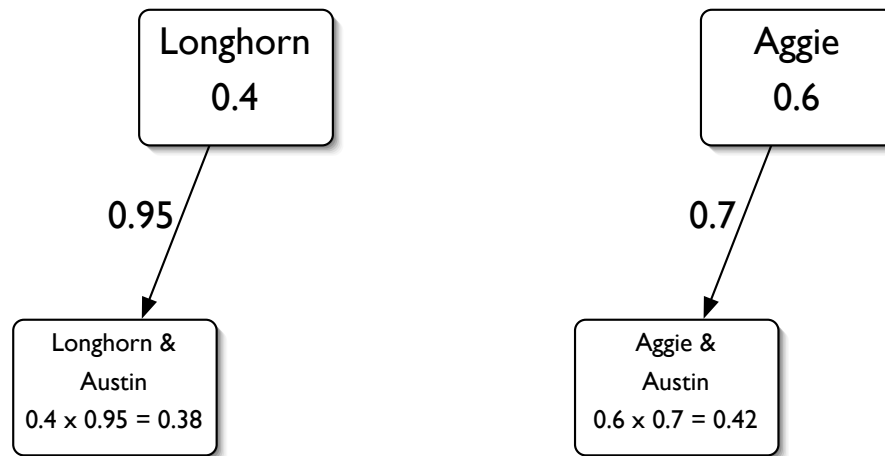 Longhorn
0.4
Aggie
0.6
0.95
0.7
Longhorn &
Austin
0.4 x 0.95 = 0.38
Aggie &
Austin
0.6 x 0.7 = 0.42